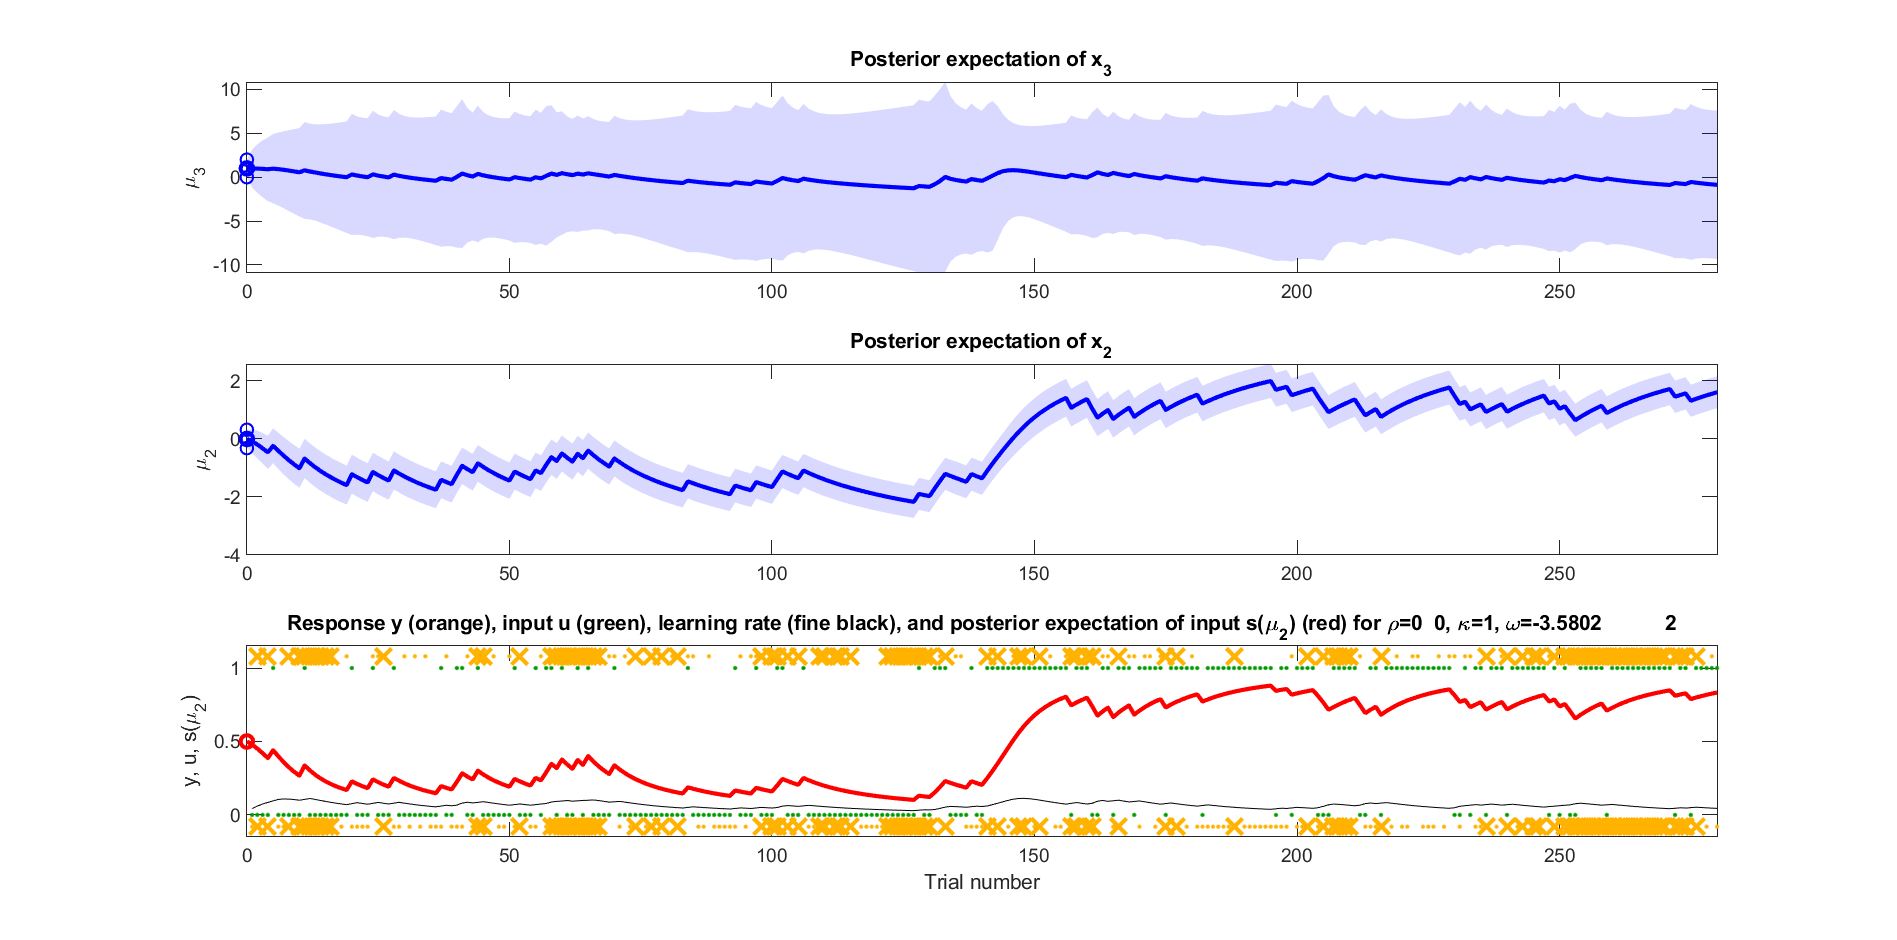 Posterior expectation of x3
10
5
0
-5
-10
μ3
0 50 100 150 200 250
Posterior expectation of x2
2
0
-2
-4
μ2
0 50 100 150 200 250
Response y (orange), input u (green), learning rate (fine black), and posterior expectation of input s(μ2) (red) for ρ=0 0, κ=1, ω=-3.5802 2
1
0.5
0
y, u, s(μ2)
0 50 100 150 200 250
Trial number